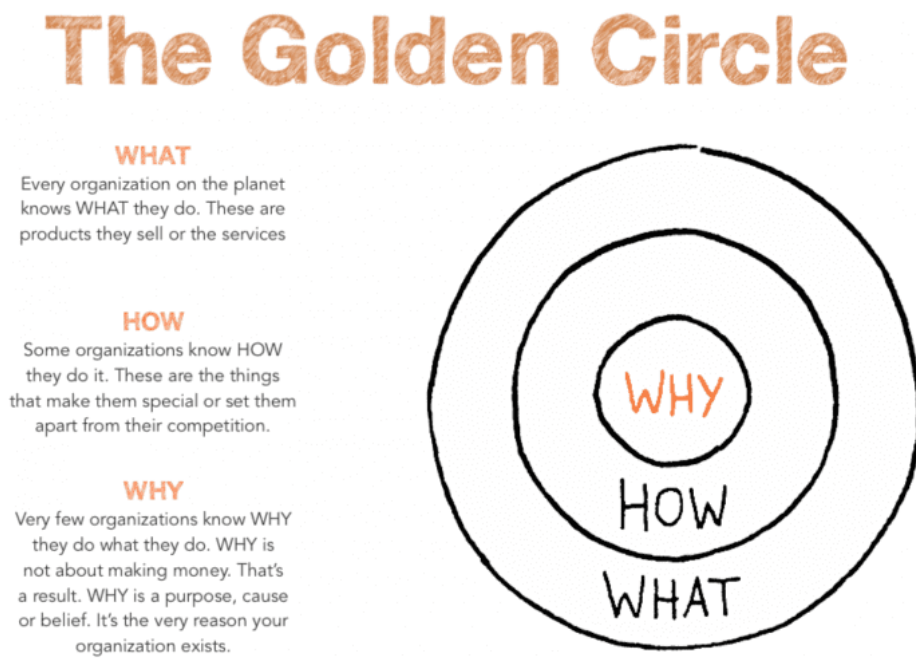 The Golden Circle
WHAT
Every organization on the planet
knows WHAT they do. These are
products they sell or the services
HOW
Some organizations know HOW
they do it. These are the things
that make them special or set them
apart from their competition.
WHY
Very few organizations know WHY
they do what they do. WHY is
not about making money. That's
a result. WHY is a purpose, cause
or belief. It's the very reason your
organization exists.
WHY
HOW
WHAT